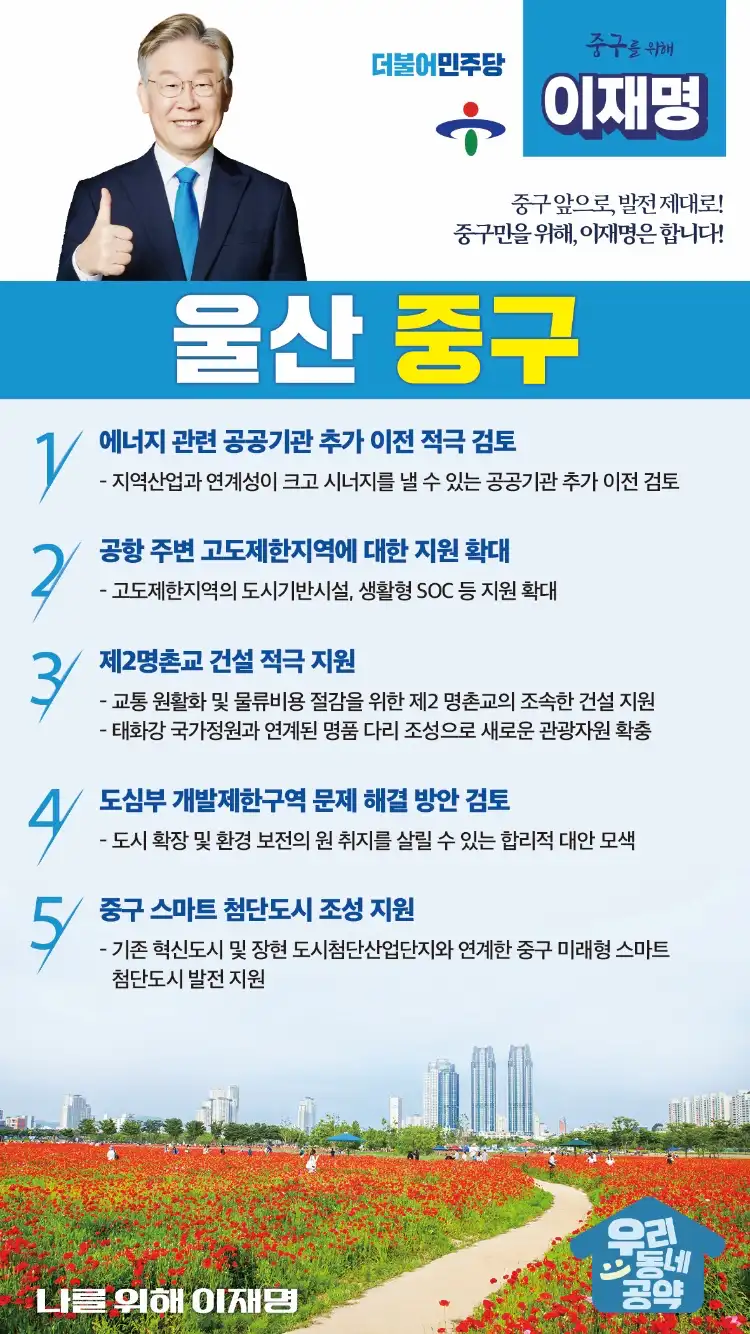 더불어민주당
중구를 위해
이재명
중구 앞으로, 발전 제대로!
중구민을 위해, 이재명은 합니다!
울산 중구
1 에너지 관련 공공기관 추가 이전 적극 검토
- 지역산업과 연계성이 크고 시너지를 낼 수 있는 공공기관 추가 이전 검토
2 공항 주변 고도제한지역에 대한 지원 확대
- 고도제한지역의 도시기반시설, 생활형 SOC 등 지원 확대
3 제2명촌교 건설 적극 지원
- 교통 원활화 및 물류비용 절감을 위한 제2 명촌교의 조속한 건설 지원
- 태화강 국가정원과 연계된 명품 다리 조성으로 새로운 관광자원 확충
4 도심부 개발제한구역 문제 해결 방안 검토
- 도시 확장 및 환경 보전의 원 취지를 살릴 수 있는 합리적 대안 모색
5 중구 스마트 첨단도시 조성 지원
- 기존 혁신도시 및 장현 도시첨단산업단지와 연계한 중구 미래형 스마트
첨단도시 발전 지원
우리
동네
공약
나를 위해 이재명